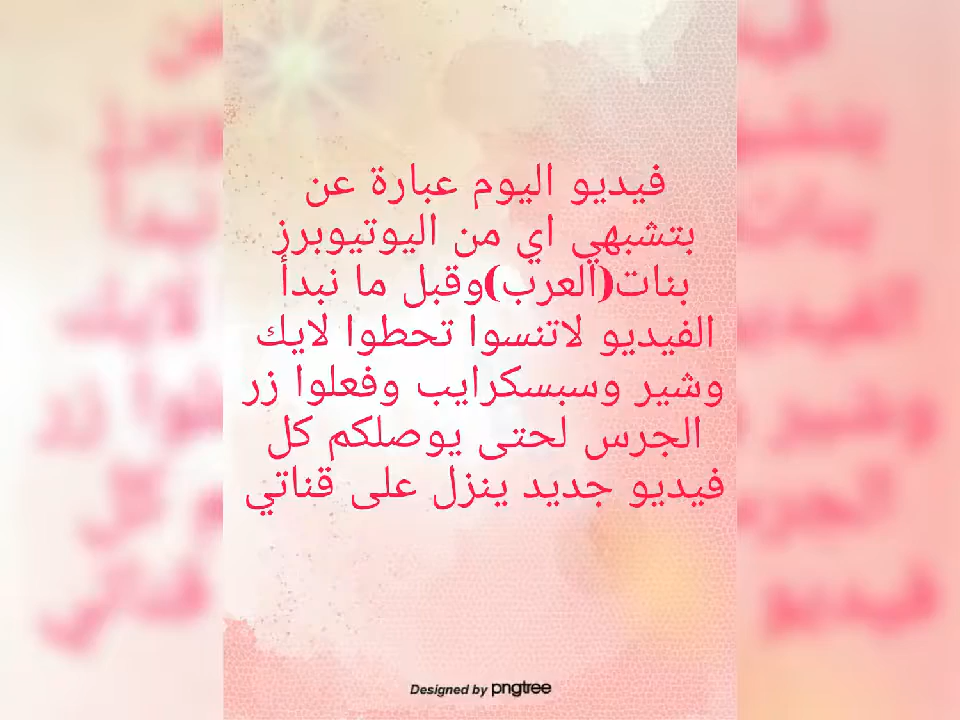 فيديو اليوم عبارة عن
بتشبهي اي من اليوتيوبرز
بنات(العرب)وقبل ما نبدأ
الفيديو لاتنسوا تحطوا لايك
وشير وسبسكرايب وفعلوا زر
الجرس لحتى يوصلكم كل
فيديو جديد ينزل على قناتي
Designed by pngtree